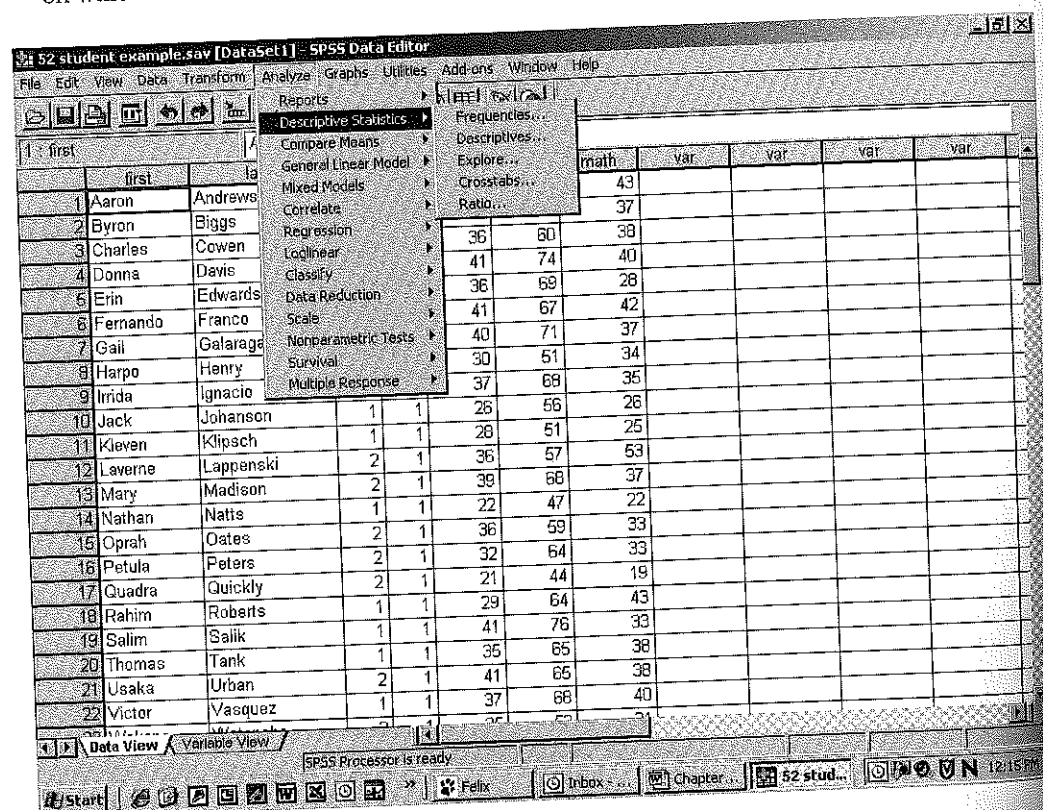 52 student example.sav [DataSet1] - SPSS Data Editor
File Edit View Data Transform Analyze Graphs Utilities Add-ons Window Help
Reports
Descriptive Statistics
Compare Means
General Linear Model
Mixed Models
Correlate
Regression
Loglinear
Classify
Data Reduction
Scale
Nonparametric Tests
Survival
Multiple Response
Frequencies...
Descriptives...
Explore...
Crosstabs...
Ratio...
1 : first
first la math var var var var
1 Aaron Andrews 43
2 Byron Biggs 37
3 Charles Cowen 36 60 38
4 Donna Davis 41 74 40
5 Erin Edwards 36 69 28
6 Fernando Franco 41 67 42
7 Gail Galaraga 40 71 37
8 Harpo Henry 30 51 34
9 Irrida Ignacio 37 68 35
10 Jack Johanson 1 1 26 56 26
11 Kleven Klipsch 1 1 28 51 25
12 Laverne Lappenski 2 1 36 57 53
13 Mary Madison 2 1 39 68 37
14 Nathan Natis 1 1 22 47 22
15 Oprah Oates 2 1 36 59 33
16 Petula Peters 2 1 32 64 33
17 Quadra Quickly 2 1 21 44 19
18 Rahim Roberts 1 1 29 64 43
19 Salim Salik 1 1 41 76 33
20 Thomas Tank 1 1 35 65 38
21 Usaka Urban 2 1 41 65 38
22 Victor Vasquez 1 1 37 68 40
Data View Variable View
SPSS Processor is ready
Start Felix Inbox - ... Chapter ... 52 stud... 12:15 PM